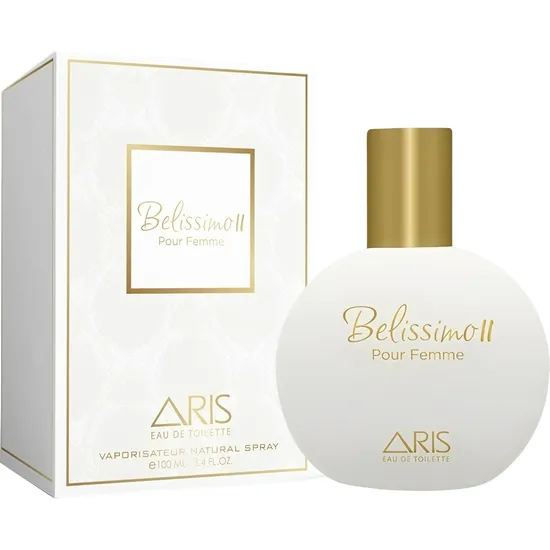 Belissimo II
Pour Femme
ARIS
EAU DE TOILETTE
VAPORISATEUR NATURAL SPRAY
℮100 ML 3.4 FL.OZ.
Belissimo II
Pour Femme
ARIS
EAU DE TOILETTE